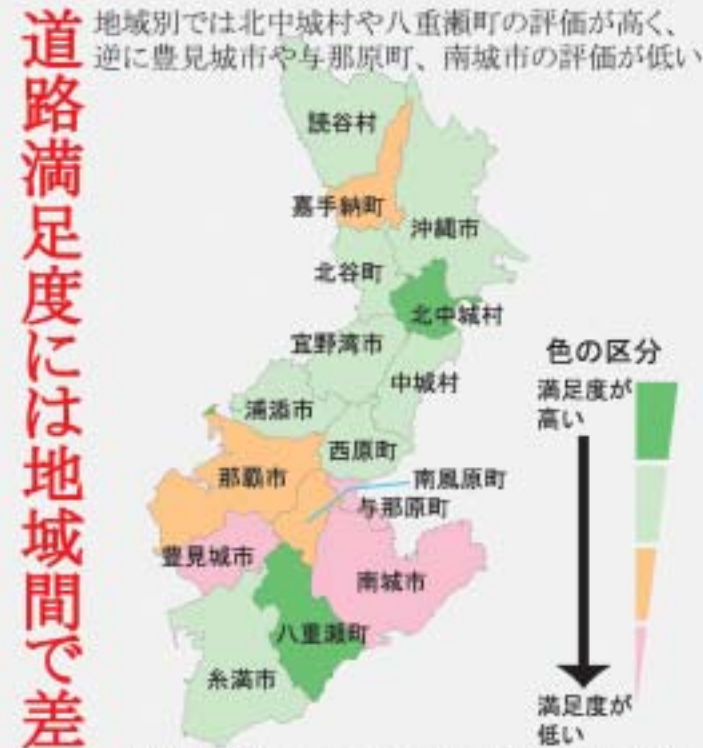 道路満足度には地域間で差
地域別では北中城村や八重瀬町の評価が高く、
逆に豊見城市や与那原町、南城市の評価が低い
読谷村
嘉手納町
沖縄市
北谷町
北中城村
宜野湾市
中城村
浦添市
西原町
那覇市
南風原町
与那原町
豊見城市
南城市
八重瀬町
糸満市
色の区分
満足度が
高い
満足度が
低い